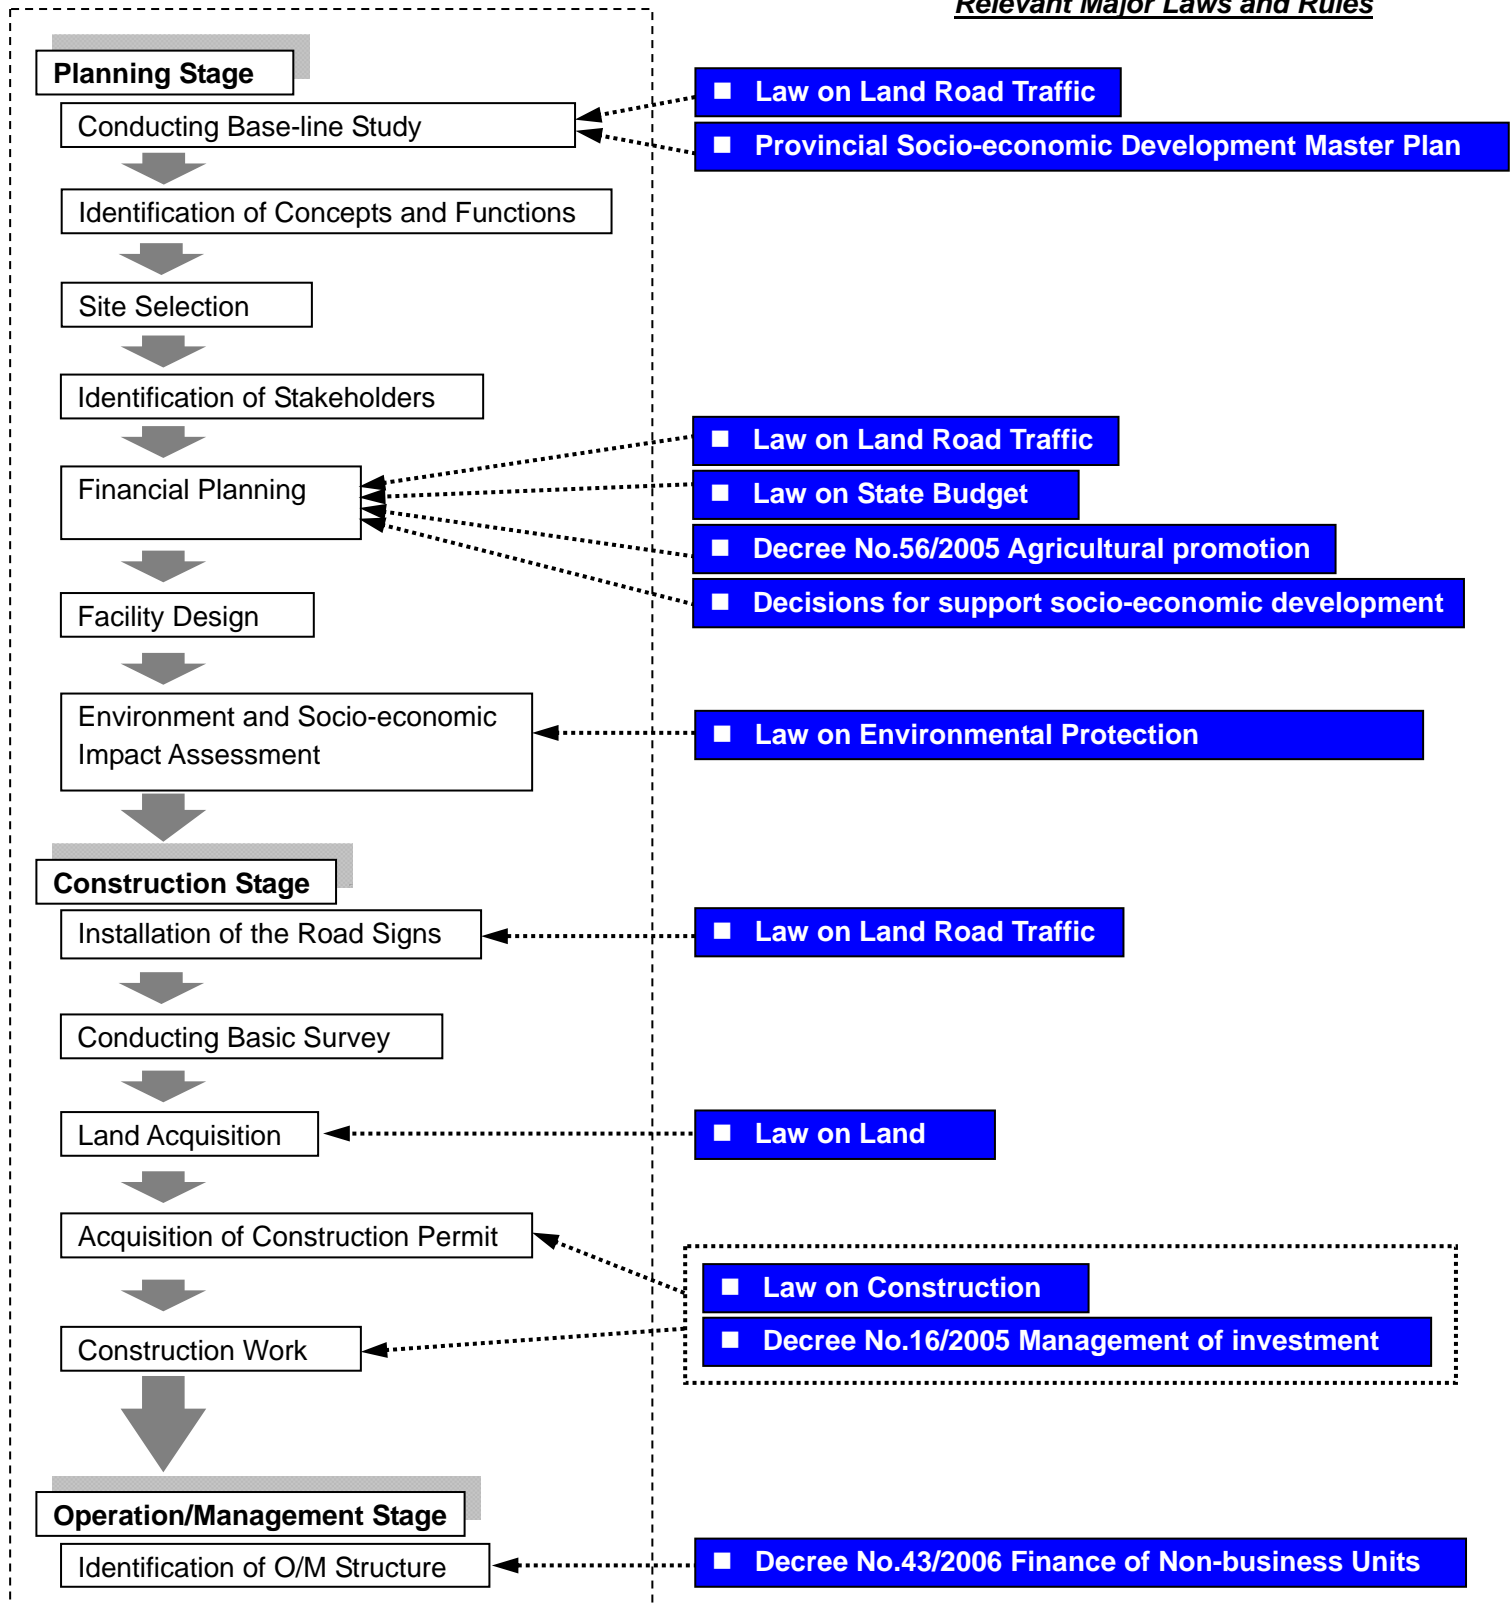 Relevant Major Laws and Rules
Planning Stage
Conducting Base-line Study
■ Law on Land Road Traffic
■ Provincial Socio-economic Development Master Plan
Identification of Concepts and Functions
Site Selection
Identification of Stakeholders
Financial Planning
■ Law on Land Road Traffic
■ Law on State Budget
■ Decree No.56/2005 Agricultural promotion
■ Decisions for support socio-economic development
Facility Design
Environment and Socio-economic
Impact Assessment
■ Law on Environmental Protection
Construction Stage
Installation of the Road Signs
■ Law on Land Road Traffic
Conducting Basic Survey
Land Acquisition
■ Law on Land
Acquisition of Construction Permit
■ Law on Construction
■ Decree No.16/2005 Management of investment
Construction Work
Operation/Management Stage
Identification of O/M Structure
■ Decree No.43/2006 Finance of Non-business Units